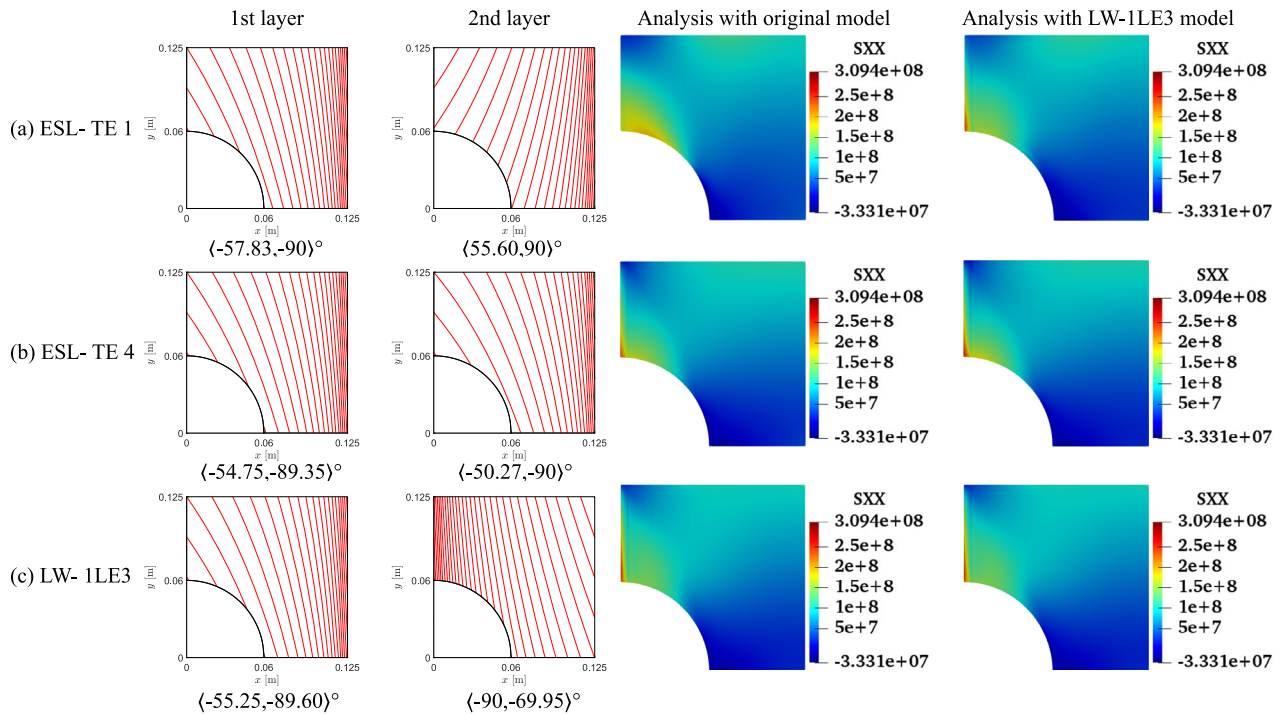 1st layer
2nd layer
Analysis with original model
Analysis with LW-1LE3 model
(a) ESL- TE 1
0.125
0.06
0
y [m]
0
0.06
0.125
x [m]
⟨-57.83,-90⟩°
0.125
0.06
0
y [m]
0
0.06
0.125
x [m]
⟨55.60,90⟩°
SXX
3.094e+08
2.5e+8
2e+8
1.5e+8
1e+8
5e+7
-3.331e+07
SXX
3.094e+08
2.5e+8
2e+8
1.5e+8
1e+8
5e+7
-3.331e+07
(b) ESL- TE 4
0.125
0.06
0
y [m]
0
0.06
0.125
x [m]
⟨-54.75,-89.35⟩°
0.125
0.06
0
y [m]
0
0.06
0.125
x [m]
⟨-50.27,-90⟩°
SXX
3.094e+08
2.5e+8
2e+8
1.5e+8
1e+8
5e+7
-3.331e+07
SXX
3.094e+08
2.5e+8
2e+8
1.5e+8
1e+8
5e+7
-3.331e+07
(c) LW- 1LE3
0.125
0.06
0
y [m]
0
0.06
0.125
x [m]
⟨-55.25,-89.60⟩°
0.125
0.06
0
y [m]
0
0.06
0.125
x [m]
⟨-90,-69.95⟩°
SXX
3.094e+08
2.5e+8
2e+8
1.5e+8
1e+8
5e+7
-3.331e+07
SXX
3.094e+08
2.5e+8
2e+8
1.5e+8
1e+8
5e+7
-3.331e+07